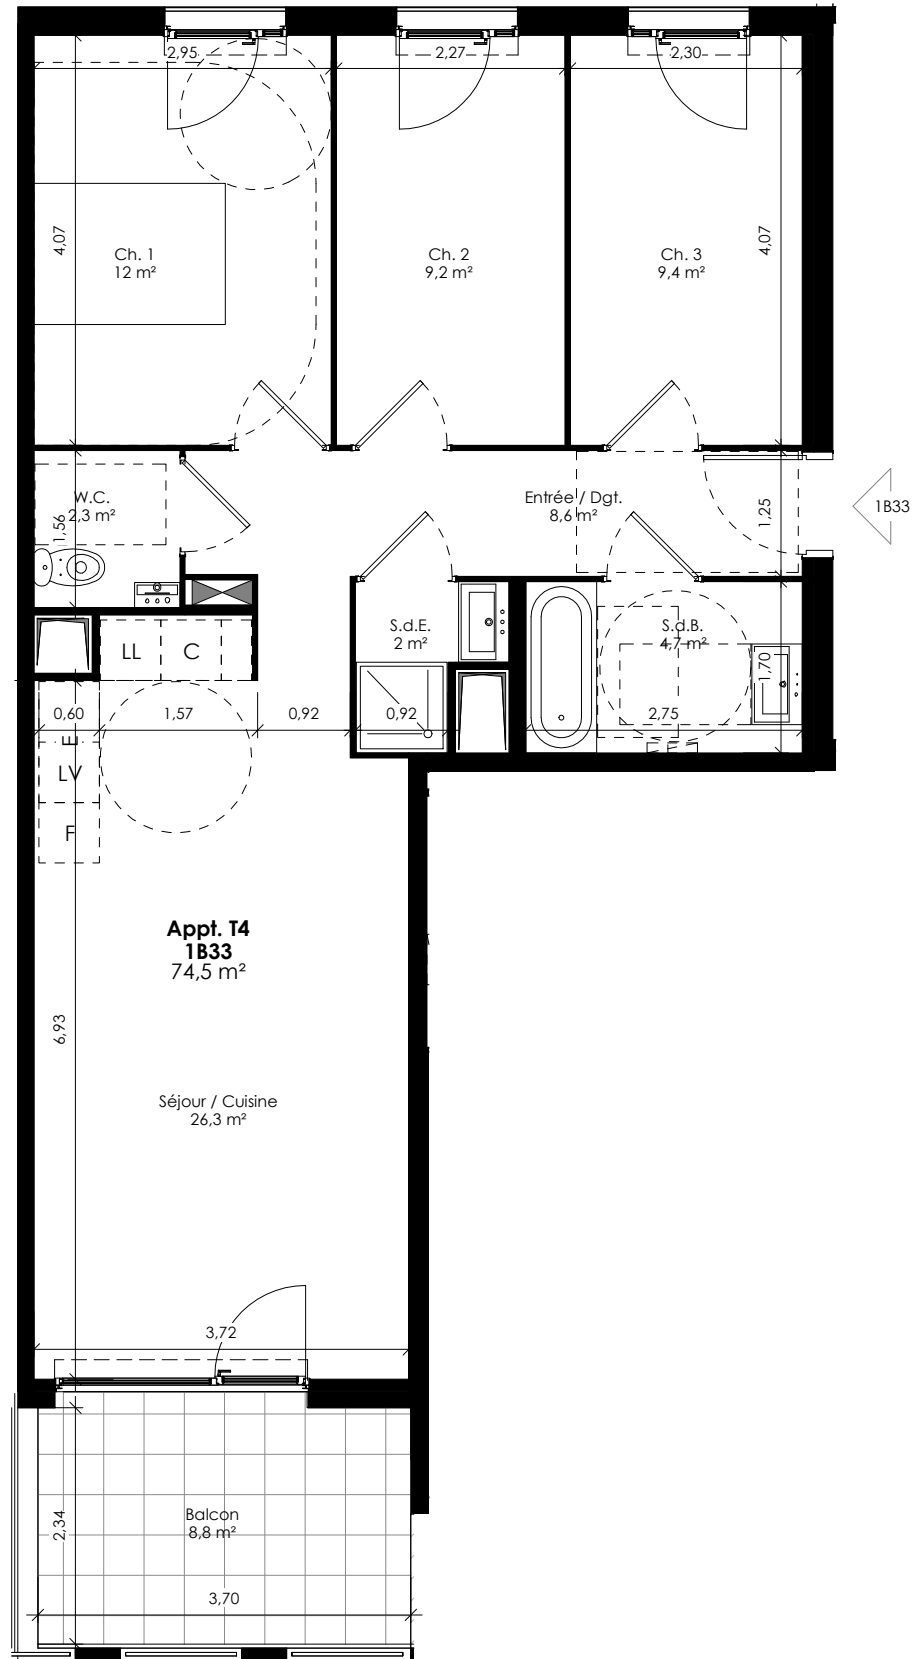 2,95
2,27
2,30
4,07
4,07
Ch. 1
12 m²
Ch. 2
9,2 m²
Ch. 3
9,4 m²
W.C.
2,3 m²
1,56
Entrée / Dgt.
8,6 m²
1,25
1B33
S.d.E.
2 m²
S.d.B.
4,7 m²
1,70
LL
C
0,60
1,57
0,92
0,92
2,75
E
LV
F
Appt. T4
1B33
74,5 m²
6,93
Séjour / Cuisine
26,3 m²
3,72
Balcon
8,8 m²
2,34
3,70